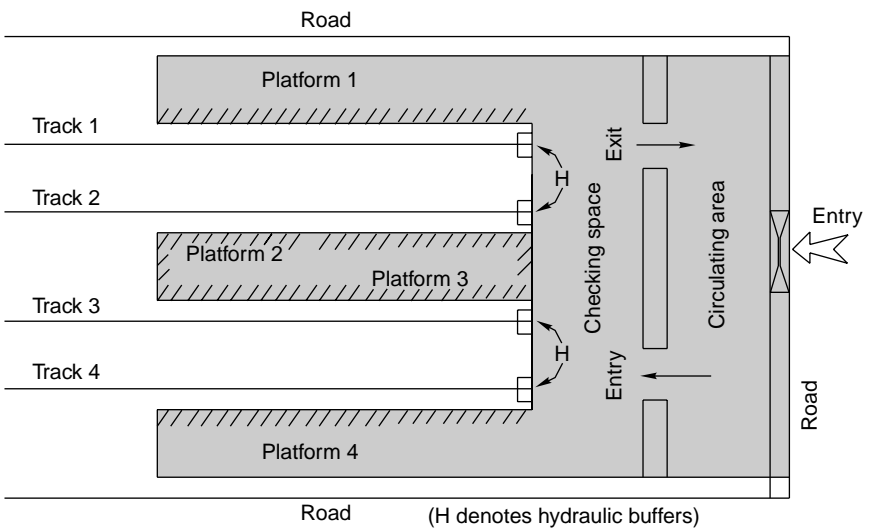 Road
Platform 1
Track 1
Exit
H
Track 2
Checking space
Circulating area
Entry
Platform 2
Platform 3
Track 3
H
Track 4
Entry
Road
Platform 4
Road
(H denotes hydraulic buffers)